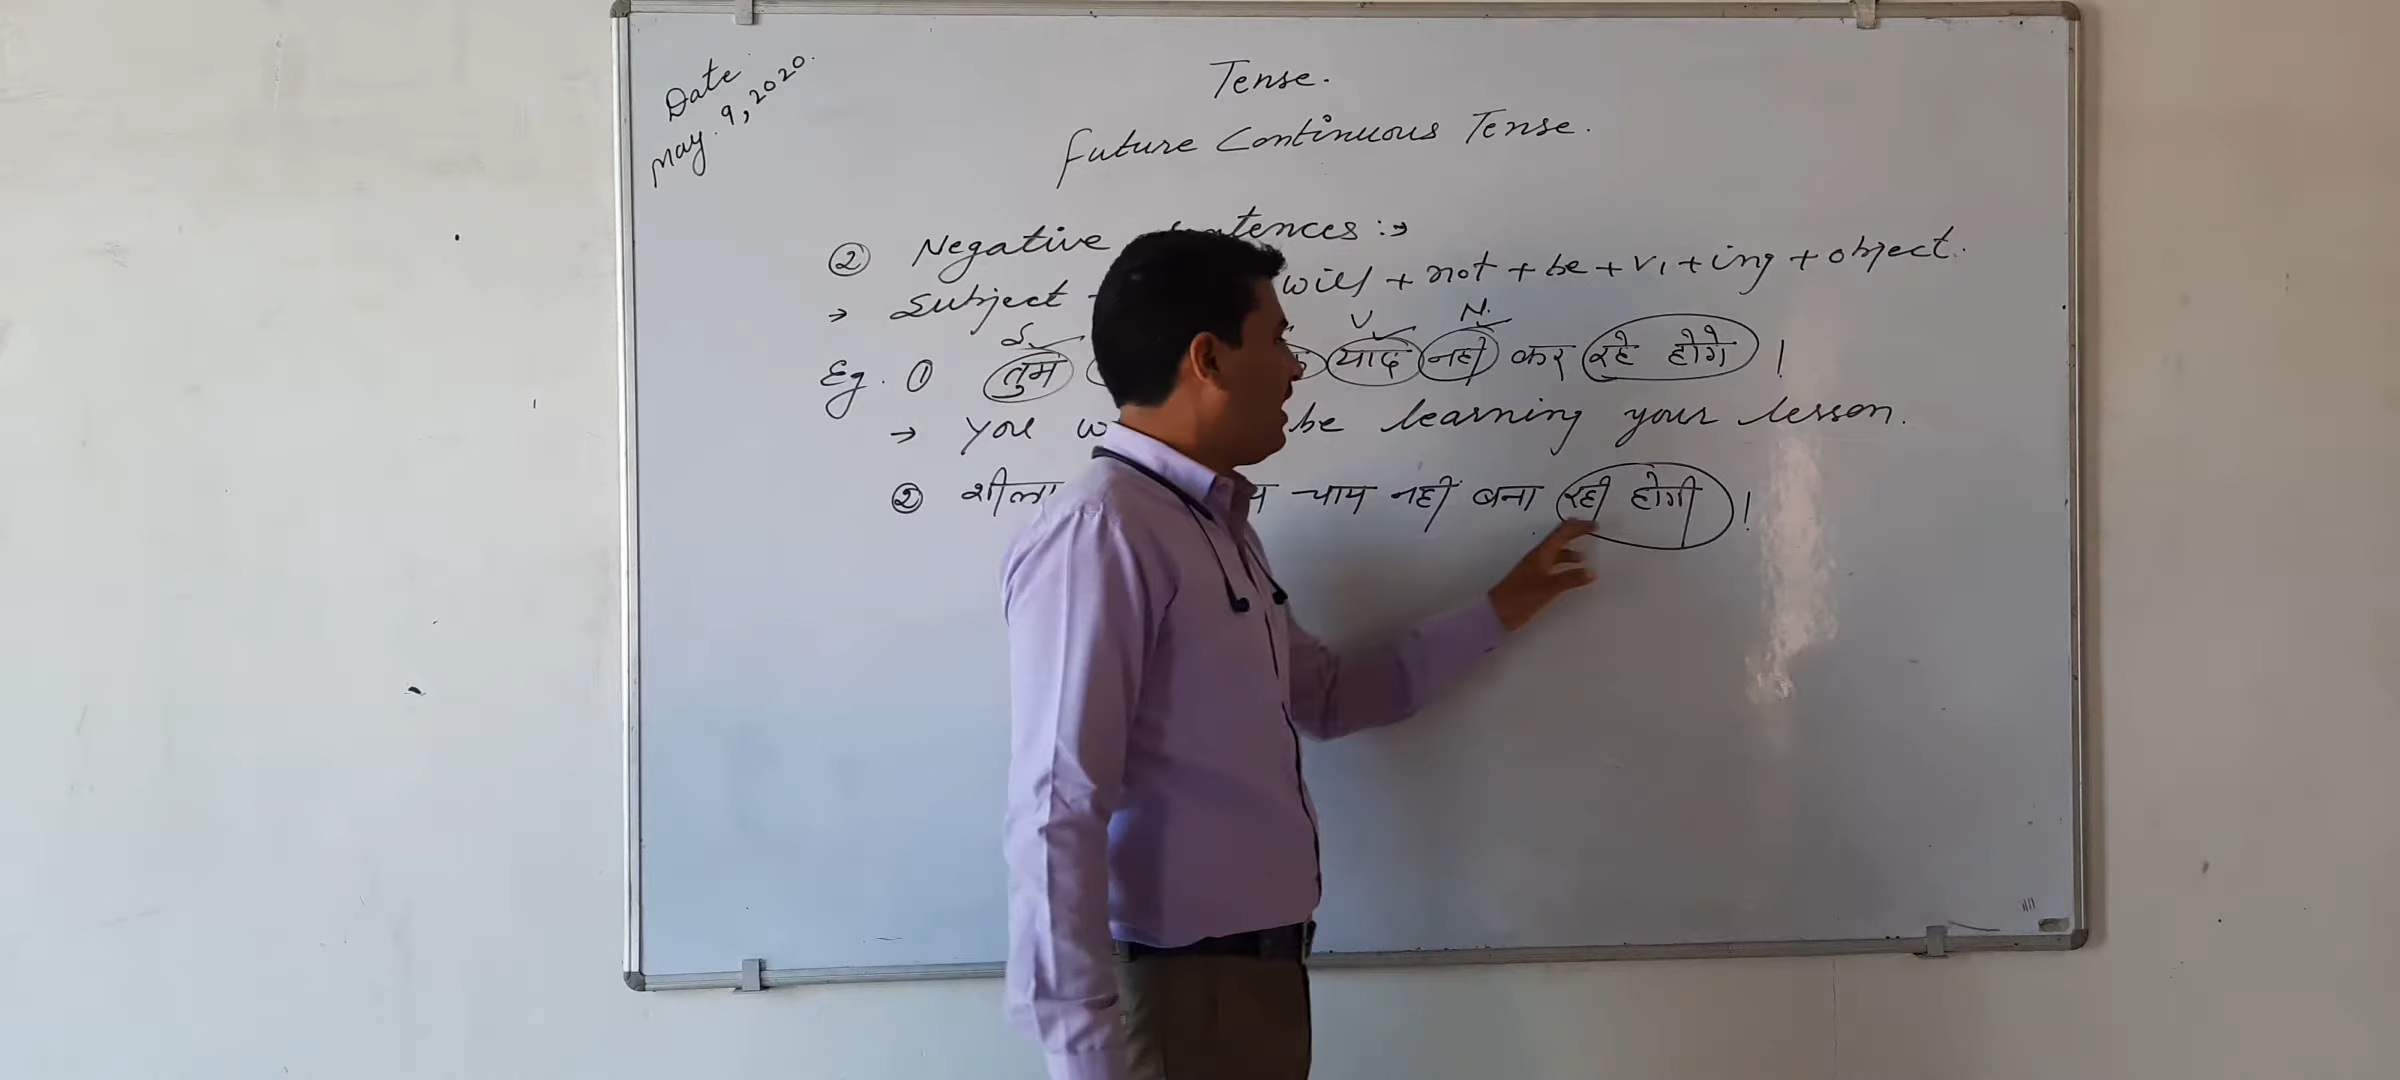 Date
May. 9, 2020.
Tense.
Future Continuous Tense.
② Negative :→
→ Subject + will + not + be + V1 + ing + object.
S. V N.
Eg. ① तुम याद नहीं कर रहे होगे |
→ you be learning your lesson.
② शीला चाय नहीं बना रही होगी |